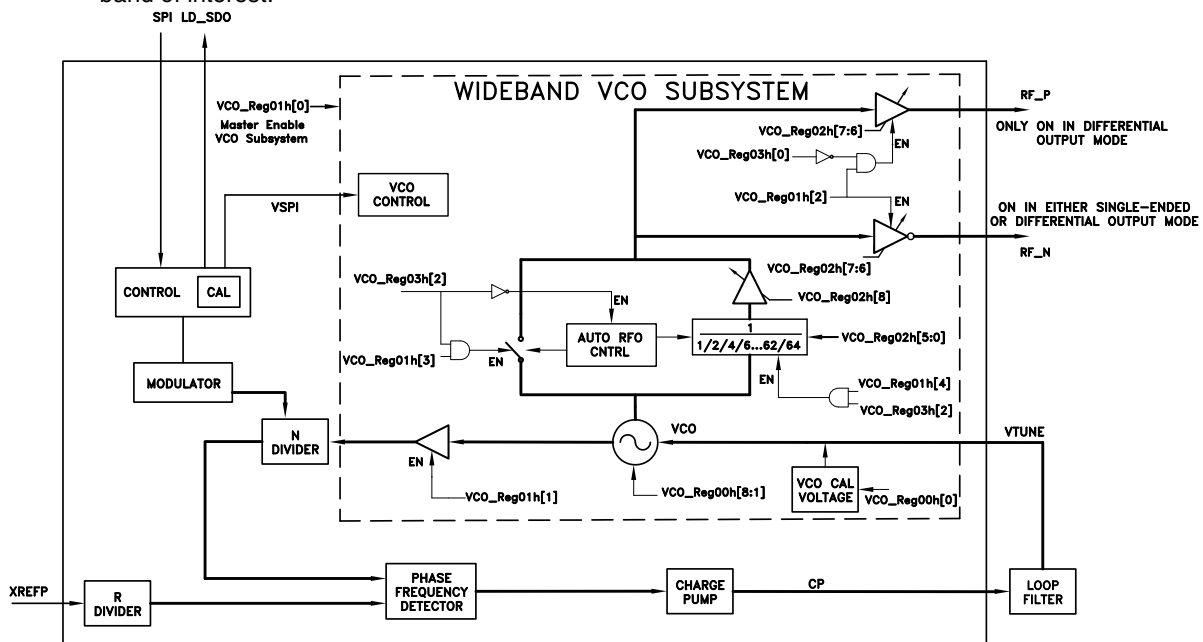 band of interest.
SPI LD_SDO
WIDEBAND VCO SUBSYSTEM
VCO_Reg01h[0]
Master Enable
VCO Subsystem
RF_P
ONLY ON IN DIFFERENTIAL
OUTPUT MODE
VCO_Reg02h[7:6]
EN
VCO_Reg03h[0]
VCO_Reg01h[2]
EN
ON IN EITHER SINGLE-ENDED
OR DIFFERENTIAL OUTPUT MODE
RF_N
VCO_Reg02h[7:6]
VCO
CONTROL
VSPI
CONTROL
CAL
VCO_Reg03h[2]
EN
VCO_Reg02h[8]
AUTO RFO
CNTRL
1
1/2/4/6...62/64
VCO_Reg02h[5:0]
VCO_Reg01h[3]
EN
MODULATOR
EN
VCO_Reg01h[4]
VCO_Reg03h[2]
N
DIVIDER
VCO
VTUNE
EN
VCO_Reg01h[1]
VCO_Reg00h[8:1]
VCO CAL
VOLTAGE
VCO_Reg00h[0]
XREFP
R
DIVIDER
PHASE
FREQUENCY
DETECTOR
CHARGE
PUMP
CP
LOOP
FILTER